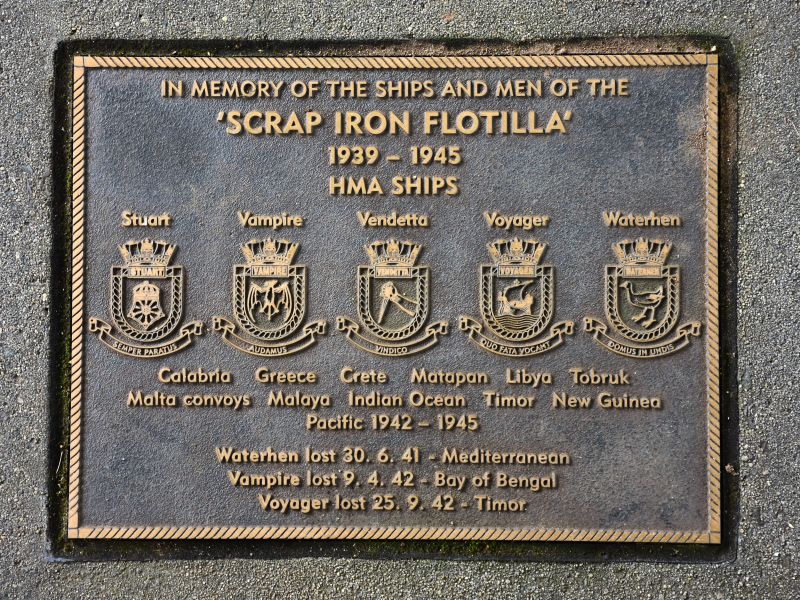 IN MEMORY OF THE SHIPS AND MEN OF THE
'SCRAP IRON FLOTILLA'
1939 – 1945
HMA SHIPS
Stuart Vampire Vendetta Voyager Waterhen
STUART VAMPIRE VENDETTA VOYAGER WATERHEN
SEMPER PARATUS AUDAMUS VINDICO QUO FATA VOCANT DOMUS IN UNDIS
Calabria Greece Crete Matapan Libya Tobruk
Malta convoys Malaya Indian Ocean Timor New Guinea
Pacific 1942 – 1945
Waterhen lost 30. 6. 41 - Mediterranean
Vampire lost 9. 4. 42 - Bay of Bengal
Voyager lost 25. 9. 42 - Timor